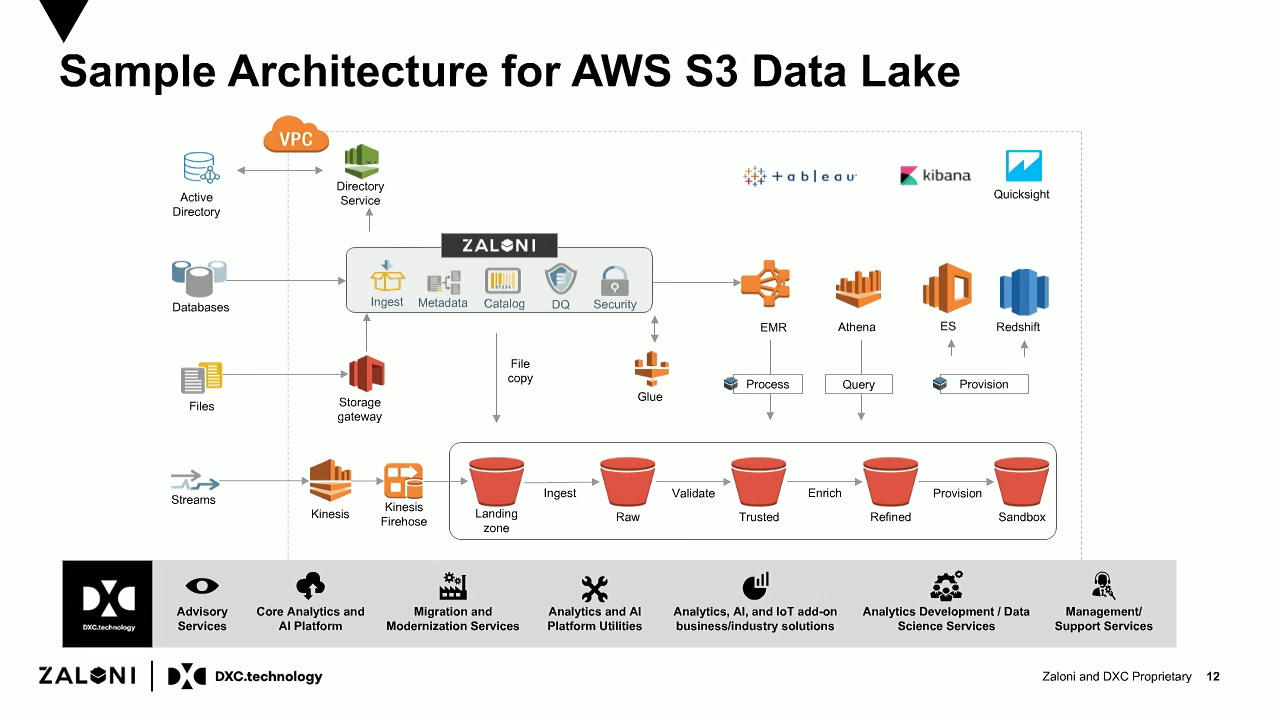 Sample Architecture for AWS S3 Data Lake
VPC
Active
Directory
Directory
Service
+ a b | e a u
kibana
Quicksight
ZALONI
Databases
Ingest
Metadata
Catalog
DQ
Security
EMR
Athena
ES
Redshift
File
copy
Files
Storage
gateway
Glue
Process
Query
Provision
Streams
Kinesis
Kinesis
Firehose
Landing
zone
Ingest
Raw
Validate
Trusted
Enrich
Refined
Provision
Sandbox
DXC.technology
Advisory
Services
Core Analytics and
AI Platform
Migration and
Modernization Services
Analytics and AI
Platform Utilities
Analytics, AI, and IoT add-on
business/industry solutions
Analytics Development / Data
Science Services
Management/
Support Services
ZALONI
DXC.technology
Zaloni and DXC Proprietary 12